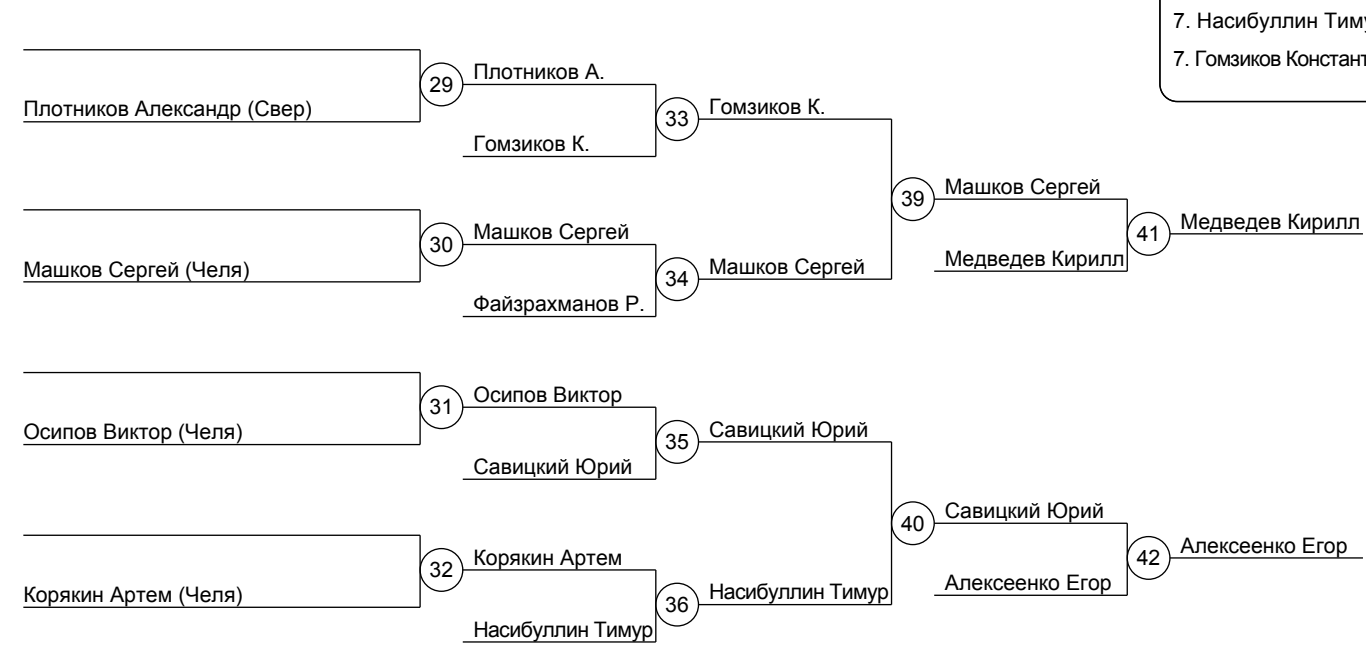 7. Насибуллин
7. Гомзиков
Плотников Александр (Свер)
29
Плотников А.
Гомзиков К.
33
Гомзиков К.
Машков Сергей (Челя)
30
Машков Сергей
Файзрахманов Р.
34
Машков Сергей
39
Машков Сергей
Медведев Кирилл
41
Медведев Кирилл
Осипов Виктор (Челя)
31
Осипов Виктор
Савицкий Юрий
35
Савицкий Юрий
Корякин Артем (Челя)
32
Корякин Артем
Насибуллин Тимур
36
Насибуллин Тимур
40
Савицкий Юрий
Алексеенко Егор
42
Алексеенко Егор